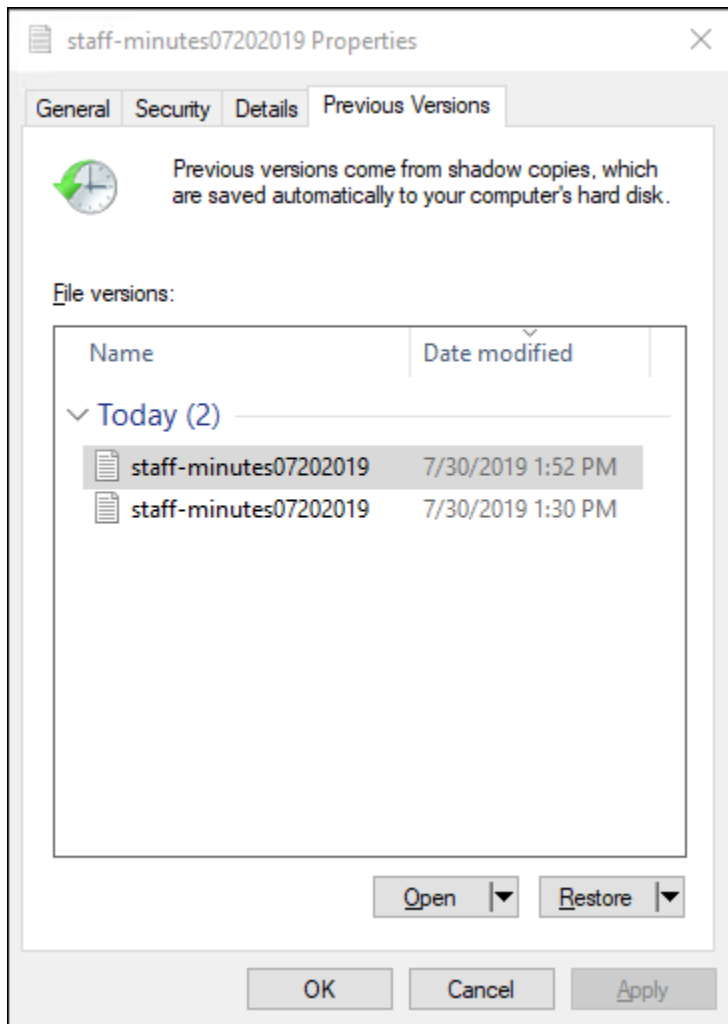 staff-minutes07202019 Properties
General Security Details Previous Versions
Previous versions come from shadow copies, which
are saved automatically to your computer's hard disk.
File versions:
Name Date modified
Today (2)
staff-minutes07202019 7/30/2019 1:52 PM
staff-minutes07202019 7/30/2019 1:30 PM
Open Restore
OK Cancel Apply